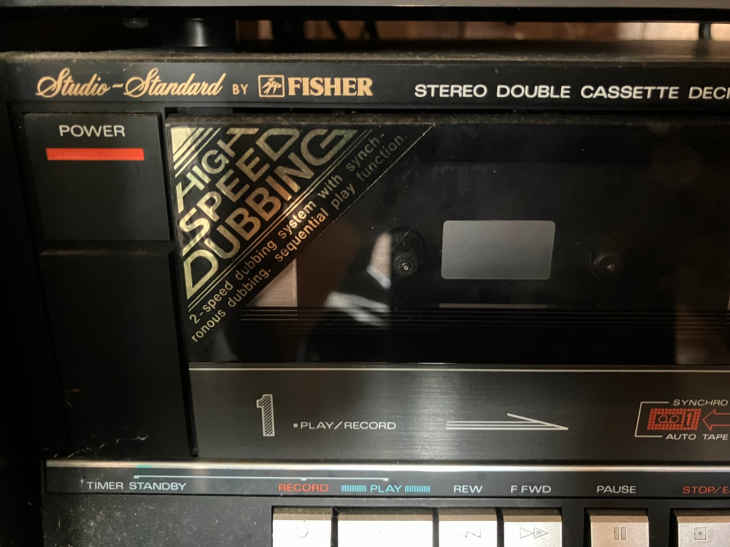 Studio-Standard BY FISHER
STEREO DOUBLE CASSETTE DEC
POWER
HIGH
SPEED
DUBBING
2-speed dubbing system with synch-
ronous dubbing. sequential play function.
1 •PLAY/RECORD
SYNCHRO
AUTO TAPE
TIMER STANDBY RECORD PLAY REW F FWD PAUSE STOP/E